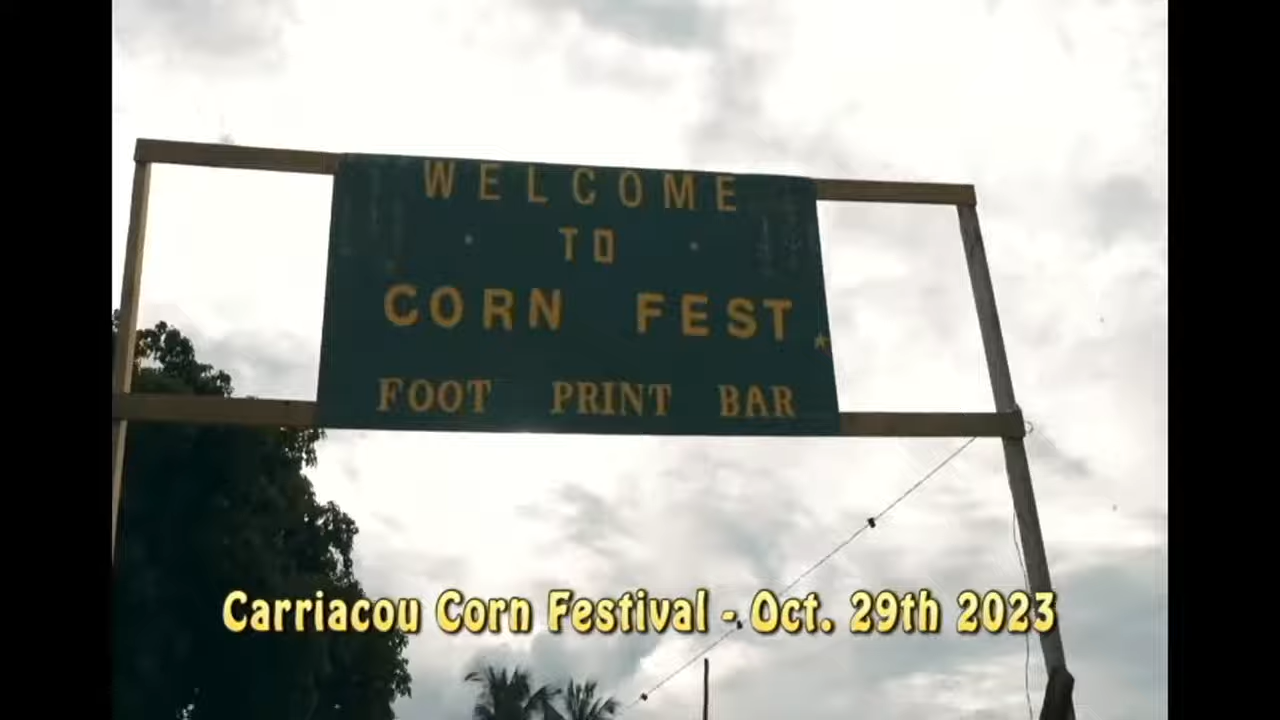 WELCOME
TO
CORN FEST
FOOT PRINT BAR
Carriacou Corn Festival - Oct. 29th 2023